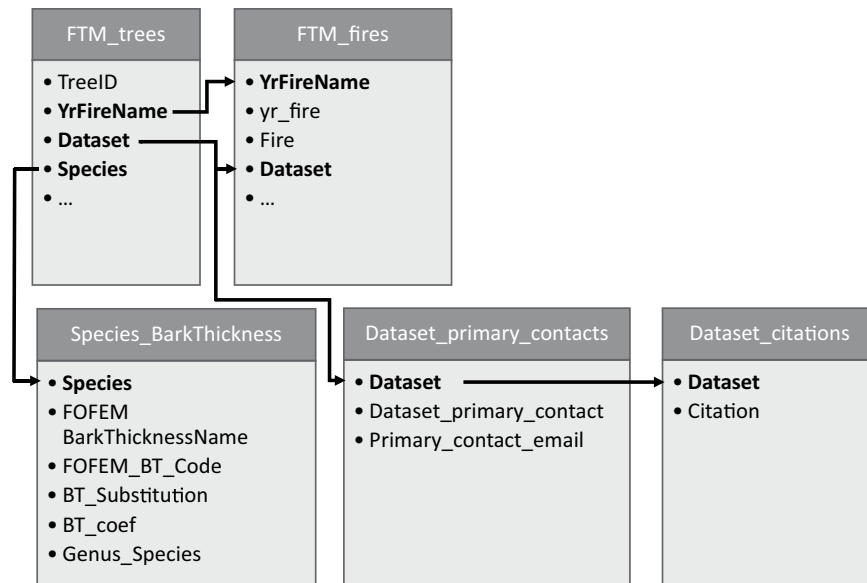 FTM_trees
• TreeID
• YrFireName
• Dataset
• Species
• ...
FTM_fires
• YrFireName
• yr_fire
• Fire
• Dataset
• ...
Species_BarkThickness
• Species
• FOFEM
BarkThicknessName
• FOFEM_BT_Code
• BT_Substitution
• BT_coef
• Genus_Species
Dataset_primary_contacts
• Dataset
• Dataset_primary_contact
• Primary_contact_email
Dataset_citations
• Dataset
• Citation